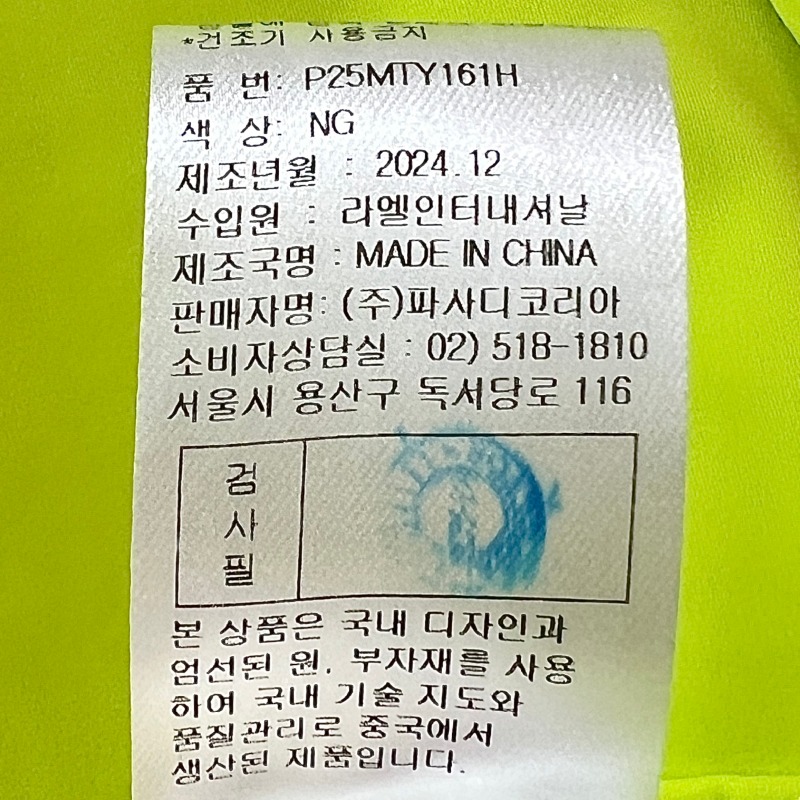 *건조기 사용금지
품 번: P25MTY161H
색 상: NG
제조년월 : 2024.12
수입원 : 라엘인터내셔날
제조국명 : MADE IN CHINA
판매자명: (주)파사디코리아
소비자상담실 : 02) 518-1810
서울시 용산구 독서당로 116
검
사
필
본 상품은 국내 디자인과
엄선된 원, 부자재를 사용
하여 국내 기술 지도와
품질관리로 중국에서
생산된 제품입니다.